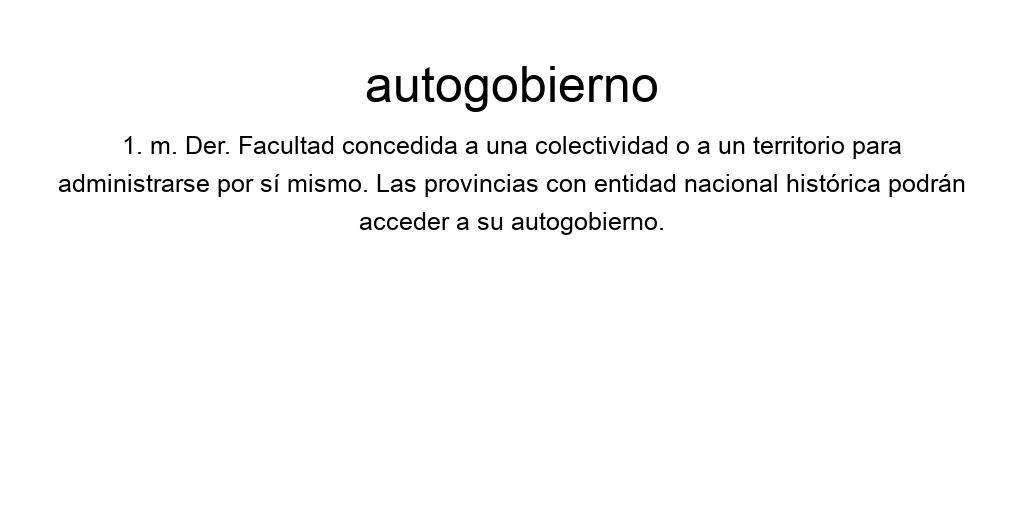 autogobierno
1. m. Der. Facultad concedida a una colectividad o a un territorio para
administrarse por sí mismo. Las provincias con entidad nacional histórica podrán
acceder a su autogobierno.